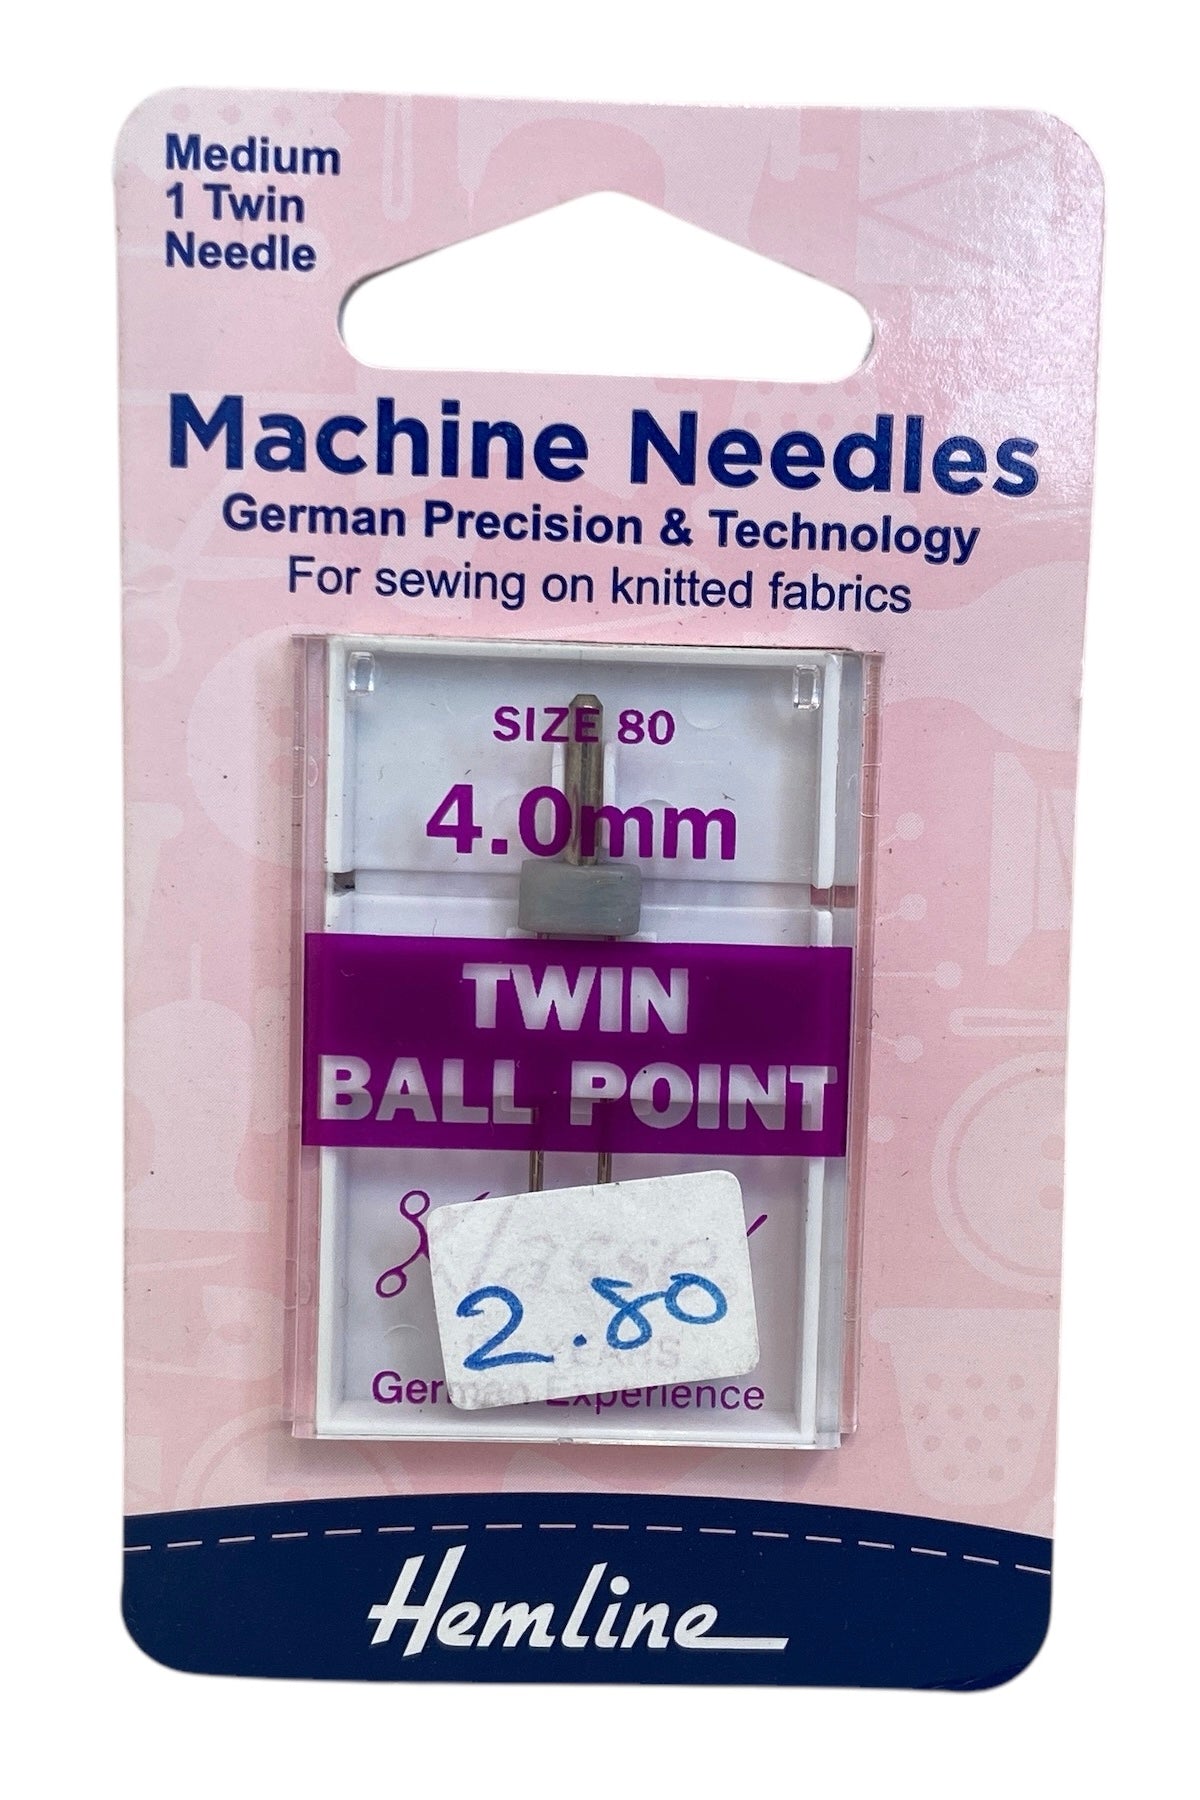 Medium
1 Twin
Needle
Machine Needles
German Precision & Technology
For sewing on knitted fabrics
SIZE 80
4.0mm
TWIN
BALL POINT
2.80
German Experience
Hemline